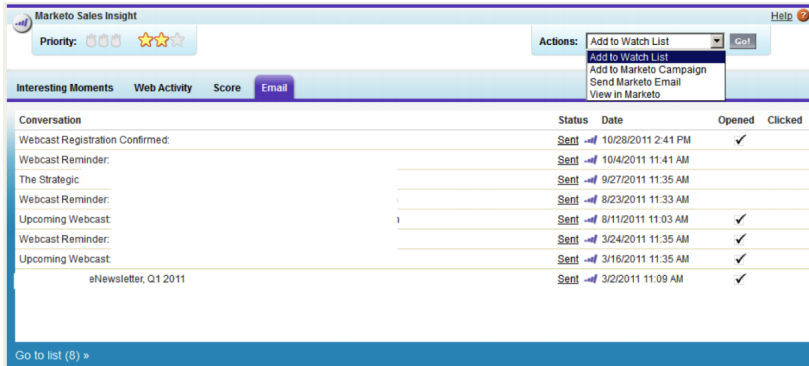 Marketo Sales Insight
Help ?
Priority:
Actions: Add to Watch List Go!
Add to Watch List
Add to Marketo Campaign
Send Marketo Email
View in Marketo
Interesting Moments Web Activity Score Email
Conversation Status Date Opened Clicked
Webcast Registration Confirmed: Sent 10/28/2011 2:41 PM
Webcast Reminder: Sent 10/4/2011 11:41 AM
The Strategic Sent 9/27/2011 11:35 AM
Webcast Reminder: Sent 8/23/2011 11:33 AM
Upcoming Webcast: Sent 8/11/2011 11:03 AM
Webcast Reminder: Sent 3/24/2011 11:35 AM
Upcoming Webcast: Sent 3/16/2011 11:35 AM
eNewsletter, Q1 2011 Sent 3/2/2011 11:09 AM
Go to list (8) »